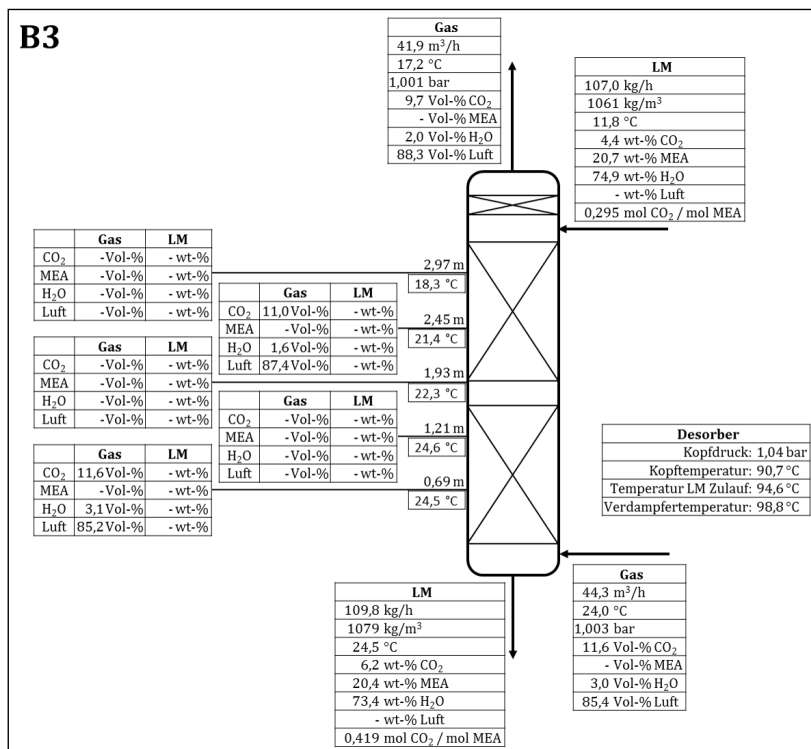 B3
Gas
41,9 m³/h
17,2 °C
1,001 bar
9,7 Vol-% CO₂
- Vol-% MEA
2,0 Vol-% H₂O
88,3 Vol-% Luft
LM
107,0 kg/h
1061 kg/m³
11,8 °C
4,4 wt-% CO₂
20,7 wt-% MEA
74,9 wt-% H₂O
- wt-% Luft
0,295 mol CO₂ / mol MEA
Gas LM
CO₂ - Vol-% - wt-%
MEA - Vol-% - wt-%
H₂O - Vol-% - wt-%
Luft - Vol-% - wt-%
2,97 m
18,3 °C
Gas LM
CO₂ 11,0 Vol-% - wt-%
MEA - Vol-% - wt-%
H₂O 1,6 Vol-% - wt-%
Luft 87,4 Vol-% - wt-%
2,45 m
21,4 °C
Gas LM
CO₂ - Vol-% - wt-%
MEA - Vol-% - wt-%
H₂O - Vol-% - wt-%
Luft - Vol-% - wt-%
1,93 m
22,3 °C
Gas LM
CO₂ - Vol-% - wt-%
MEA - Vol-% - wt-%
H₂O - Vol-% - wt-%
Luft - Vol-% - wt-%
1,21 m
24,6 °C
Gas LM
CO₂ 11,6 Vol-% - wt-%
MEA - Vol-% - wt-%
H₂O 3,1 Vol-% - wt-%
Luft 85,2 Vol-% - wt-%
0,69 m
24,5 °C
Desorber
Kopfdruck: 1,04 bar
Kopftemperatur: 90,7 °C
Temperatur LM Zulauf: 94,6 °C
Verdampfertemperatur: 98,8 °C
LM
109,8 kg/h
1079 kg/m³
24,5 °C
6,2 wt-% CO₂
20,4 wt-% MEA
73,4 wt-% H₂O
- wt-% Luft
0,419 mol CO₂ / mol MEA
Gas
44,3 m³/h
24,0 °C
1,003 bar
11,6 Vol-% CO₂
- Vol-% MEA
3,0 Vol-% H₂O
85,4 Vol-% Luft